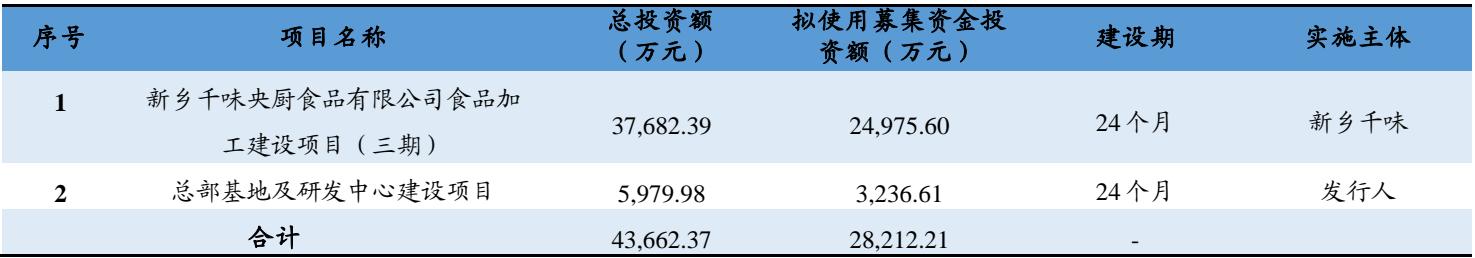 序号 项目名称 总投资额（万元） 拟使用募集资金投资额（万元） 建设期 实施主体
1 新乡千味央厨食品有限公司食品加工建设项目（三期） 37,682.39 24,975.60 24个月 新乡千味
2 总部基地及研发中心建设项目 5,979.98 3,236.61 24个月 发行人
合计 43,662.37 28,212.21 -